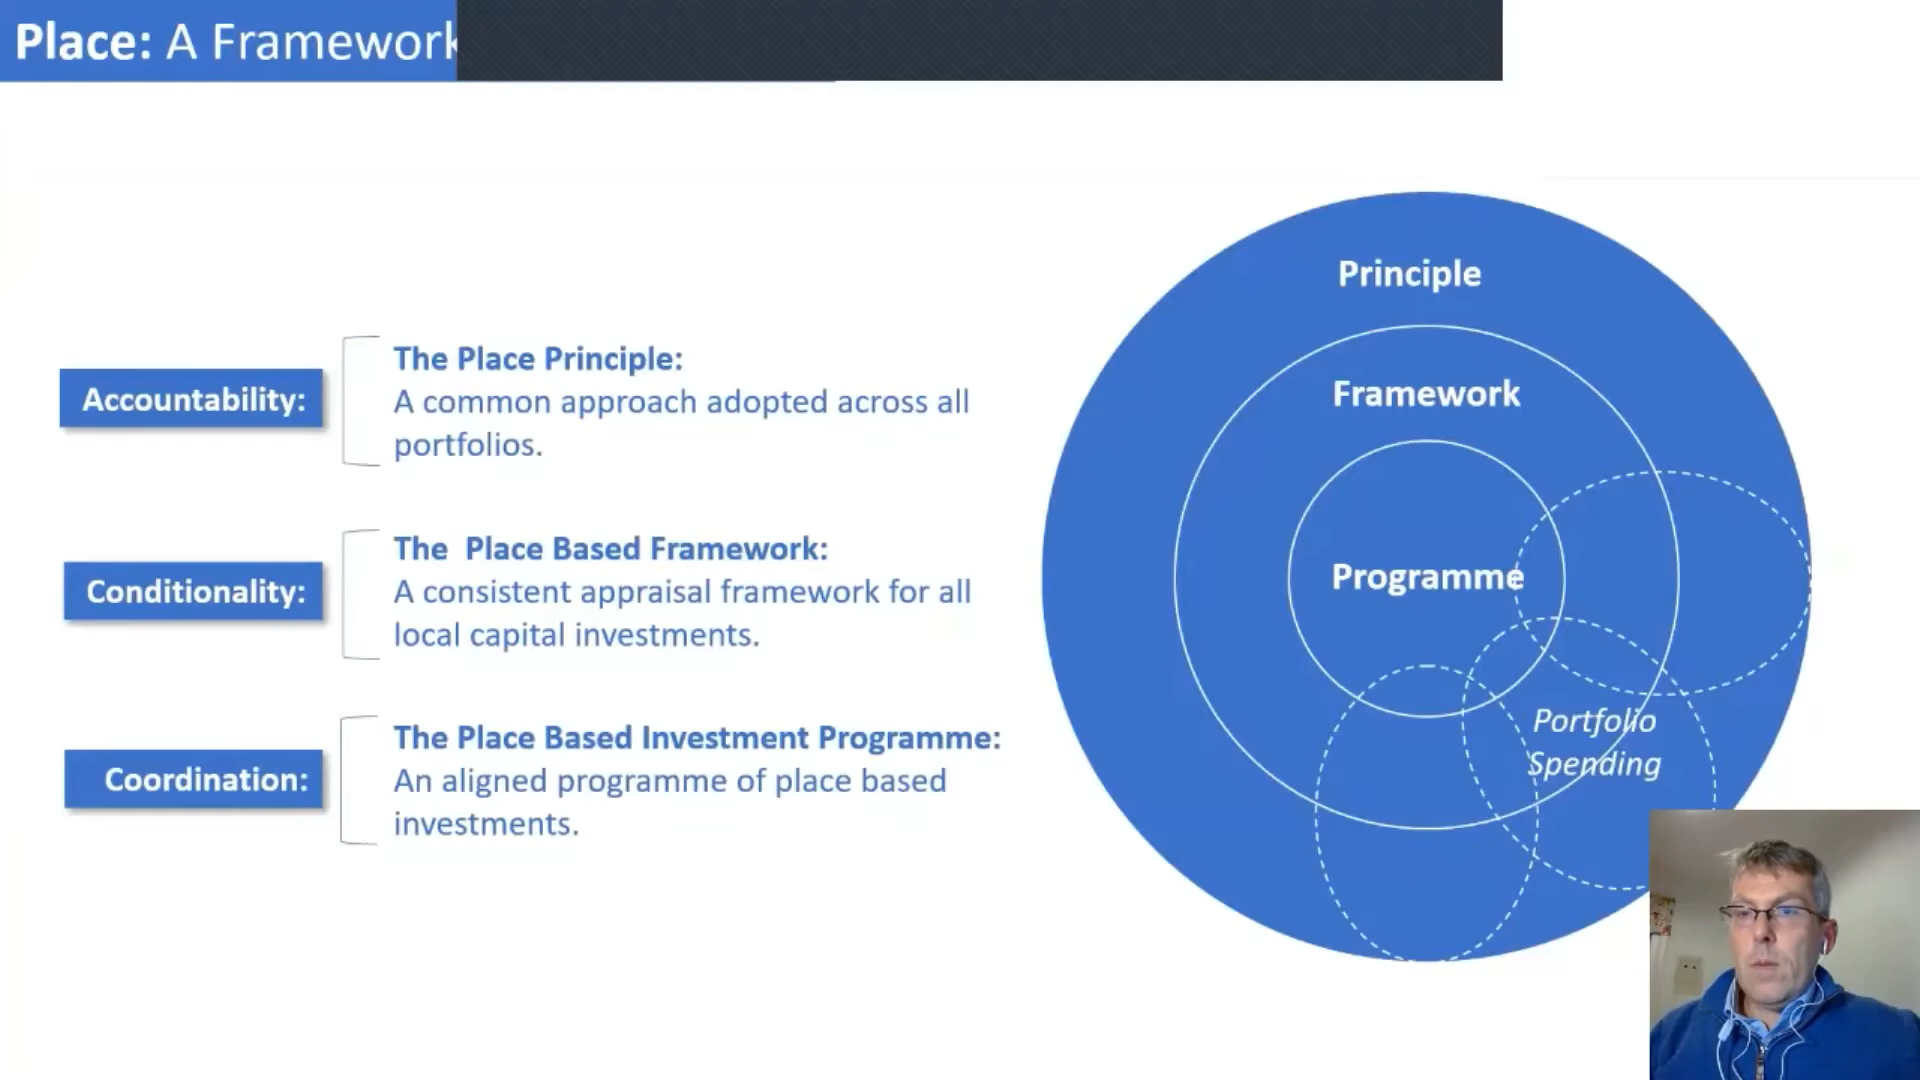 Place: A Framework
Principle
Framework
Accountability:
The Place Principle:
A common approach adopted across all
portfolios.
Conditionality:
The  Place Based Framework:
A consistent appraisal framework for all
local capital investments.
Programme
Coordination:
The Place Based Investment Programme:
An aligned programme of place based
investments.
Portfolio
Spending